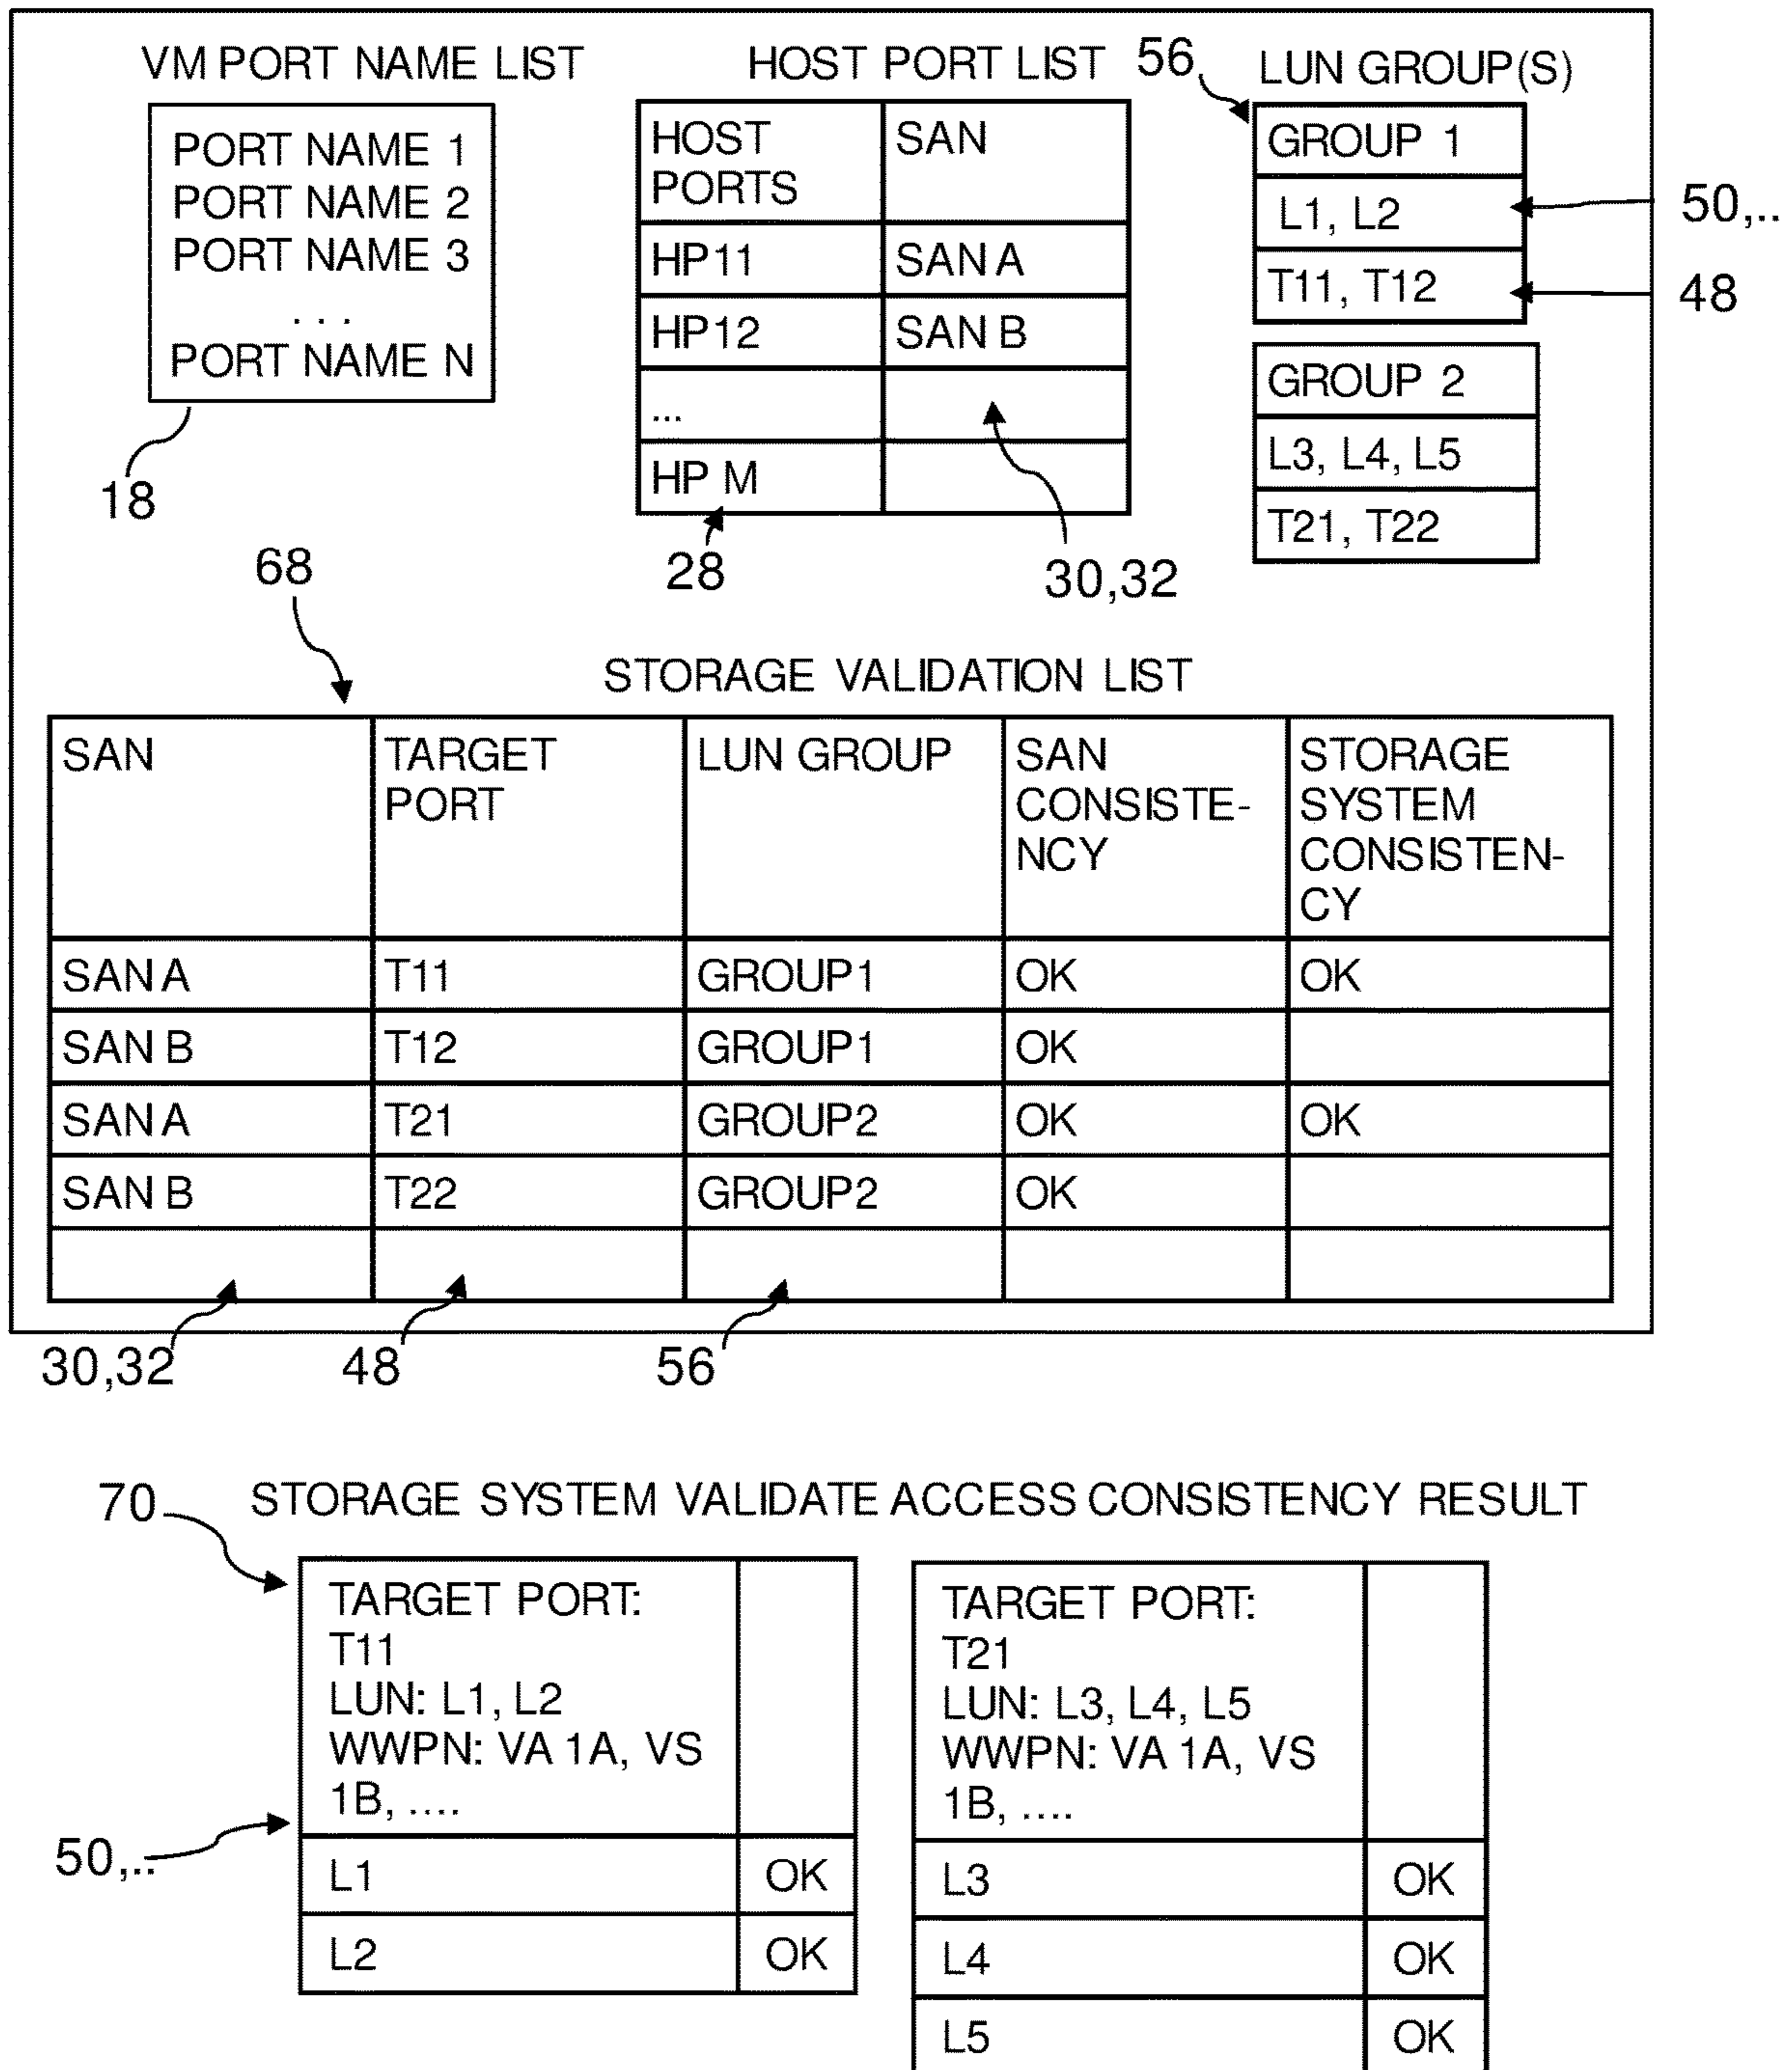 VM PORT NAME LIST
PORT NAME 1
PORT NAME 2
PORT NAME 3
. . .
PORT NAME N
18
HOST PORT LIST
HOST PORTS
SAN
HP11
SAN A
HP12
SAN B
...
HP M
28
30,32
56
LUN GROUP(S)
GROUP 1
L1, L2
T11, T12
50,..
48
GROUP 2
L3, L4, L5
T21, T22
68
STORAGE VALIDATION LIST
SAN
TARGET
PORT
LUN GROUP
SAN
CONSISTE-
NCY
STORAGE
SYSTEM
CONSISTEN-
CY
SAN A T11 GROUP1 OK OK
SAN B T12 GROUP1 OK
SAN A T21 GROUP2 OK OK
SAN B T22 GROUP2 OK
30,32 48 56
70
STORAGE SYSTEM VALIDATE ACCESS CONSISTENCY RESULT
TARGET PORT:
T11
LUN: L1, L2
WWPN: VA 1A, VS
1B, ....
50,..
L1 OK
L2 OK
TARGET PORT:
T21
LUN: L3, L4, L5
WWPN: VA 1A, VS
1B, ....
L3 OK
L4 OK
L5 OK